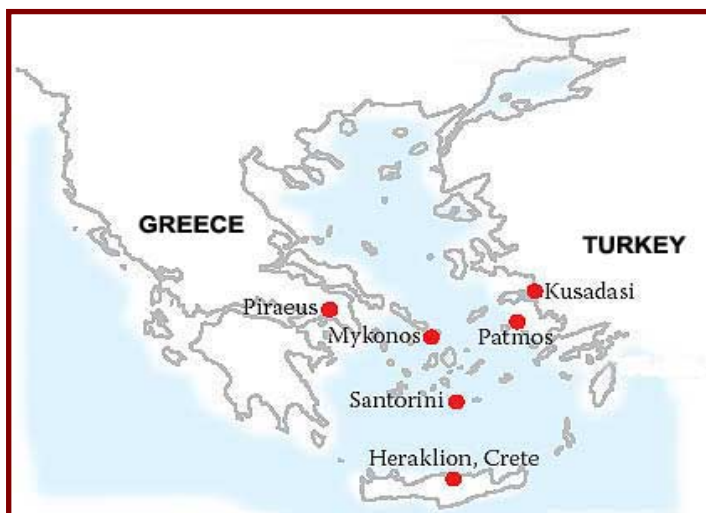 GREECE
TURKEY
Kusadasi
Piraeus
Mykonos
Patmos
Santorini
Heraklion, Crete